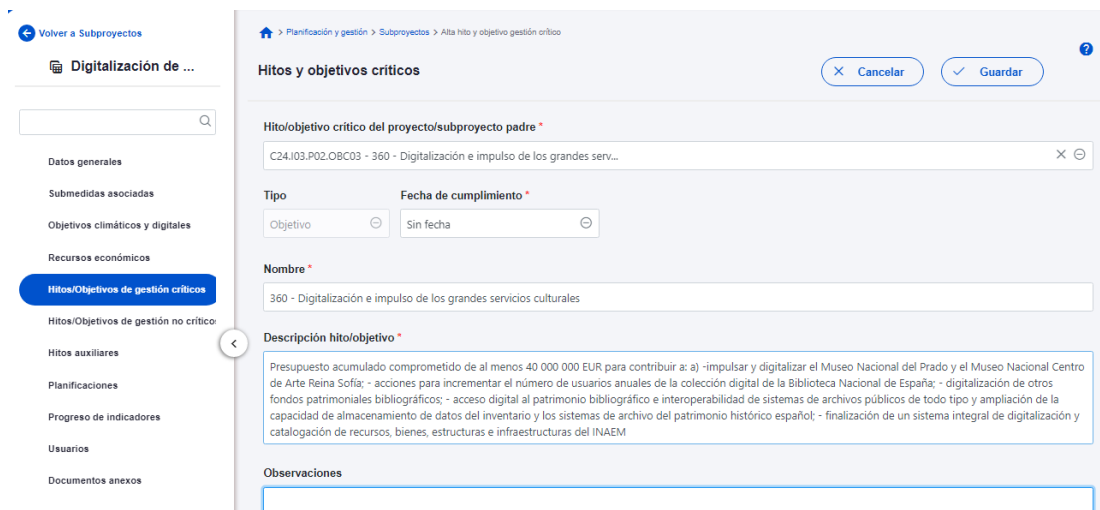 Volver a Subproyectos
Digitalización de ...
Datos generales
Submedidas asociadas
Objetivos climáticos y digitales
Recursos económicos
Hitos/Objetivos de gestión críticos
Hitos/Objetivos de gestión no crítico
Hitos auxiliares
Planificaciones
Progreso de indicadores
Usuarios
Documentos anexos
> Planificación y gestión > Subproyectos > Alta hito y objetivo gestión crítico
?
Hitos y objetivos críticos
Cancelar
Guardar
Hito/objetivo crítico del proyecto/subproyecto padre *
C24.I03.P02.OBC03 - 360 - Digitalización e impulso de los grandes serv...
Tipo Fecha de cumplimiento *
Objetivo Sin fecha
Nombre *
360 - Digitalización e impulso de los grandes servicios culturales
Descripción hito/objetivo *
Presupuesto acumulado comprometido de al menos 40 000 000 EUR para contribuir a: a) -impulsar y digitalizar el Museo Nacional del Prado y el Museo Nacional Centro
de Arte Reina Sofía; - acciones para incrementar el número de usuarios anuales de la colección digital de la Biblioteca Nacional de España; - digitalización de otros
fondos patrimoniales bibliográficos; - acceso digital al patrimonio bibliográfico e interoperabilidad de sistemas de archivos públicos de todo tipo y ampliación de la
capacidad de almacenamiento de datos del inventario y los sistemas de archivo del patrimonio histórico español; - finalización de un sistema integral de digitalización y
catalogación de recursos, bienes, estructuras e infraestructuras del INAEM
Observaciones